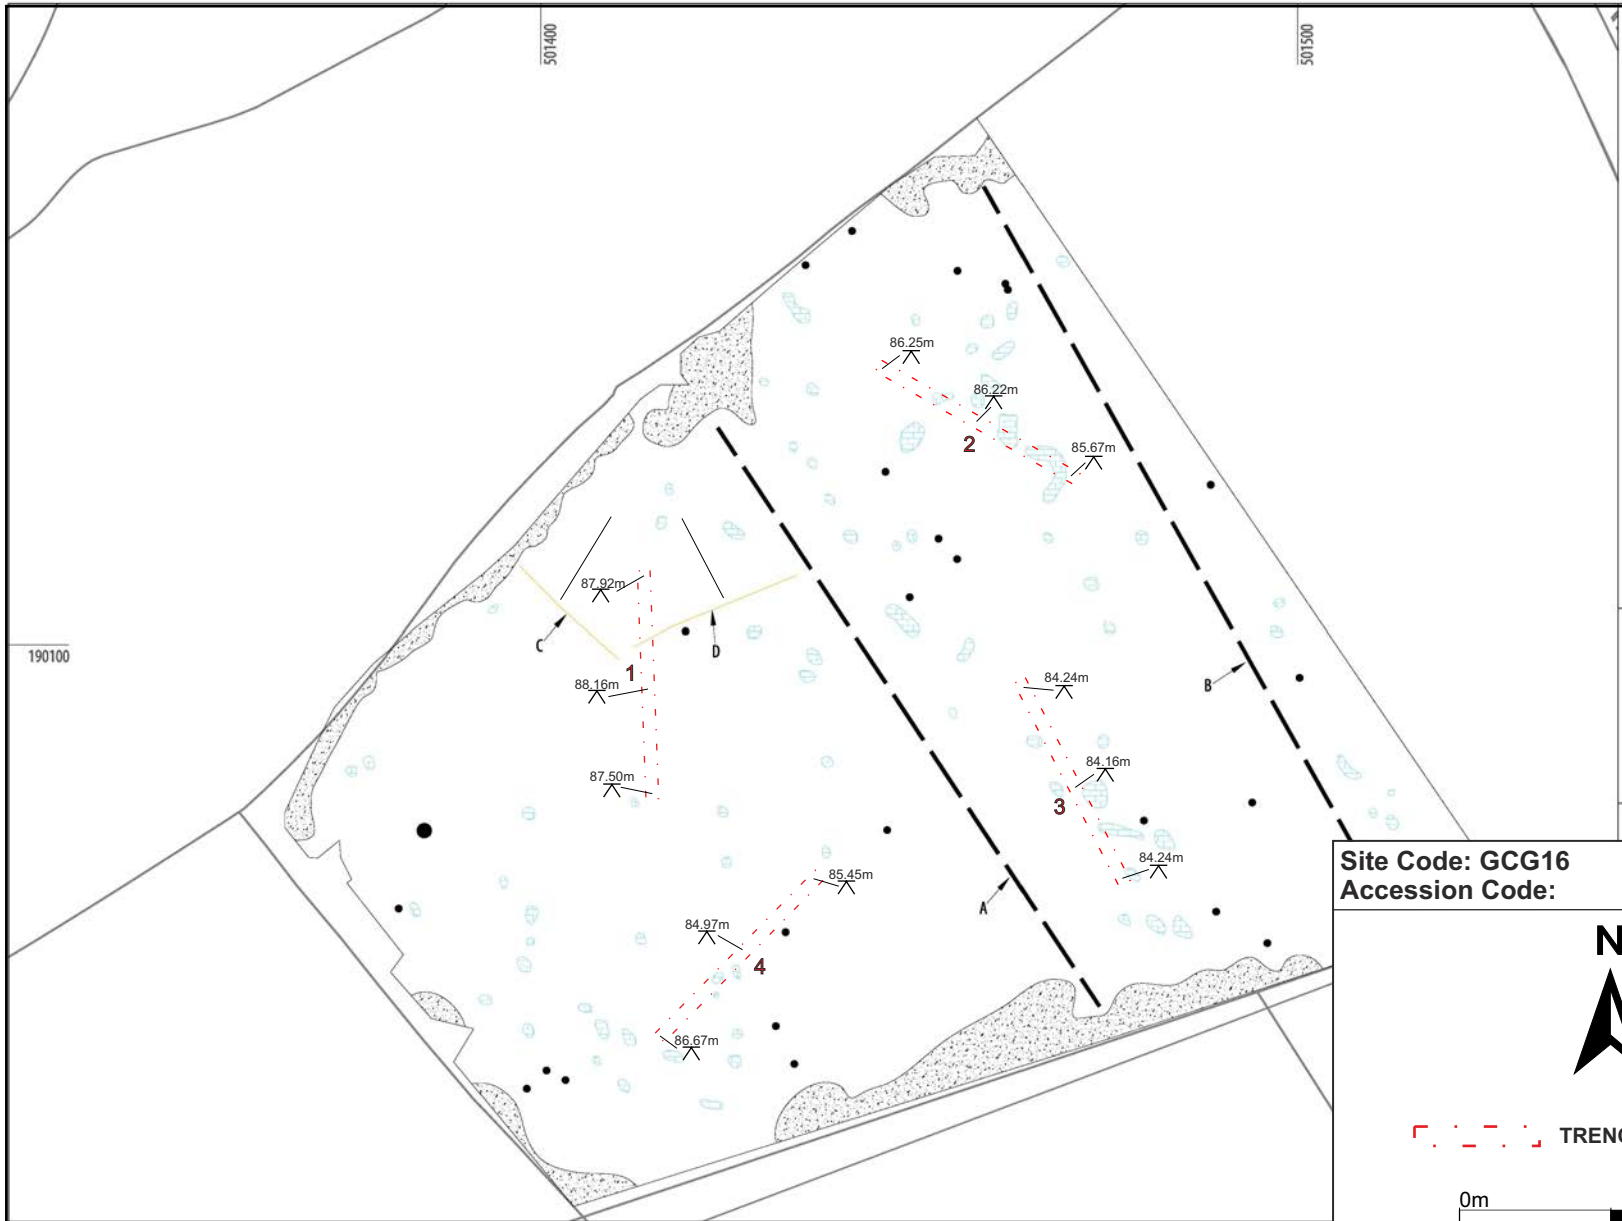 501400
501500
86.25m
86.22m
2
85.67m
87.92m
C
D
190100
1
88.16m
84.24m
B
87.50m
84.16m
3
84.24m
Site Code: GCG16
Accession Code:
85.45m
A
84.97m
4
N
86.67m
TRENC
0m